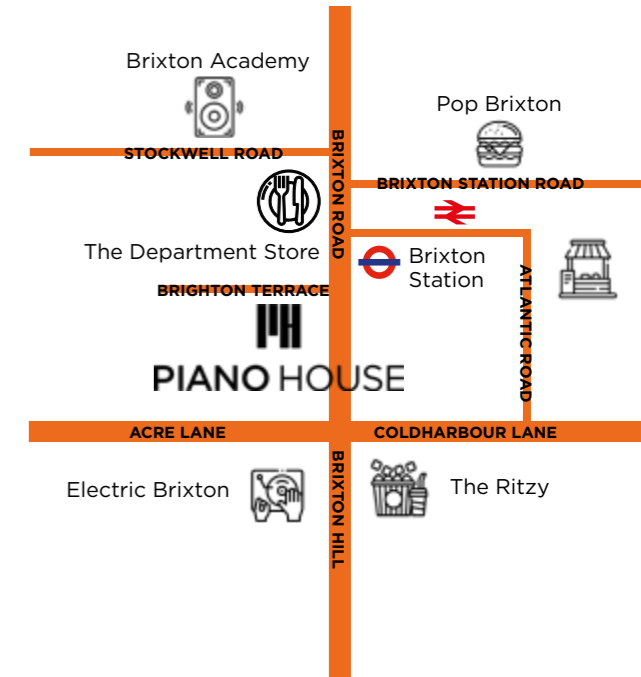 Brixton Academy
Pop Brixton
STOCKWELL ROAD
BRIXTON ROAD
BRIXTON STATION ROAD
The Department Store
Brixton
Station
BRIGHTON TERRACE
ATLANTIC ROAD
PH
PIANO HOUSE
ACRE LANE
COLDHARBOUR LANE
Electric Brixton
BRIXTON HILL
The Ritzy